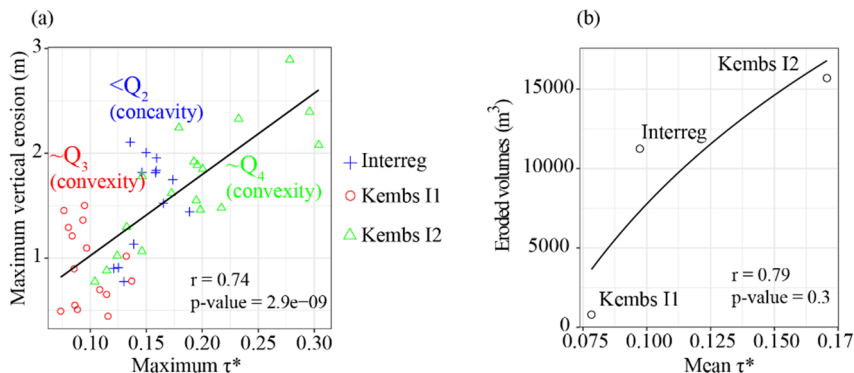 (a)
Maximum vertical erosion (m)
3
2
1
<Q2
(concavity)
~Q3
(convexity)
~Q4
(convexity)
r = 0.74
p-value = 2.9e−09
0.10 0.15 0.20 0.25 0.30
Maximum τ*
Interreg
Kembs I1
Kembs I2
(b)
Eroded volumes (m³)
15000
10000
5000
0
Kembs I2
Interreg
Kembs I1
r = 0.79
p-value = 0.3
0.075 0.100 0.125 0.150 0.17
Mean τ*